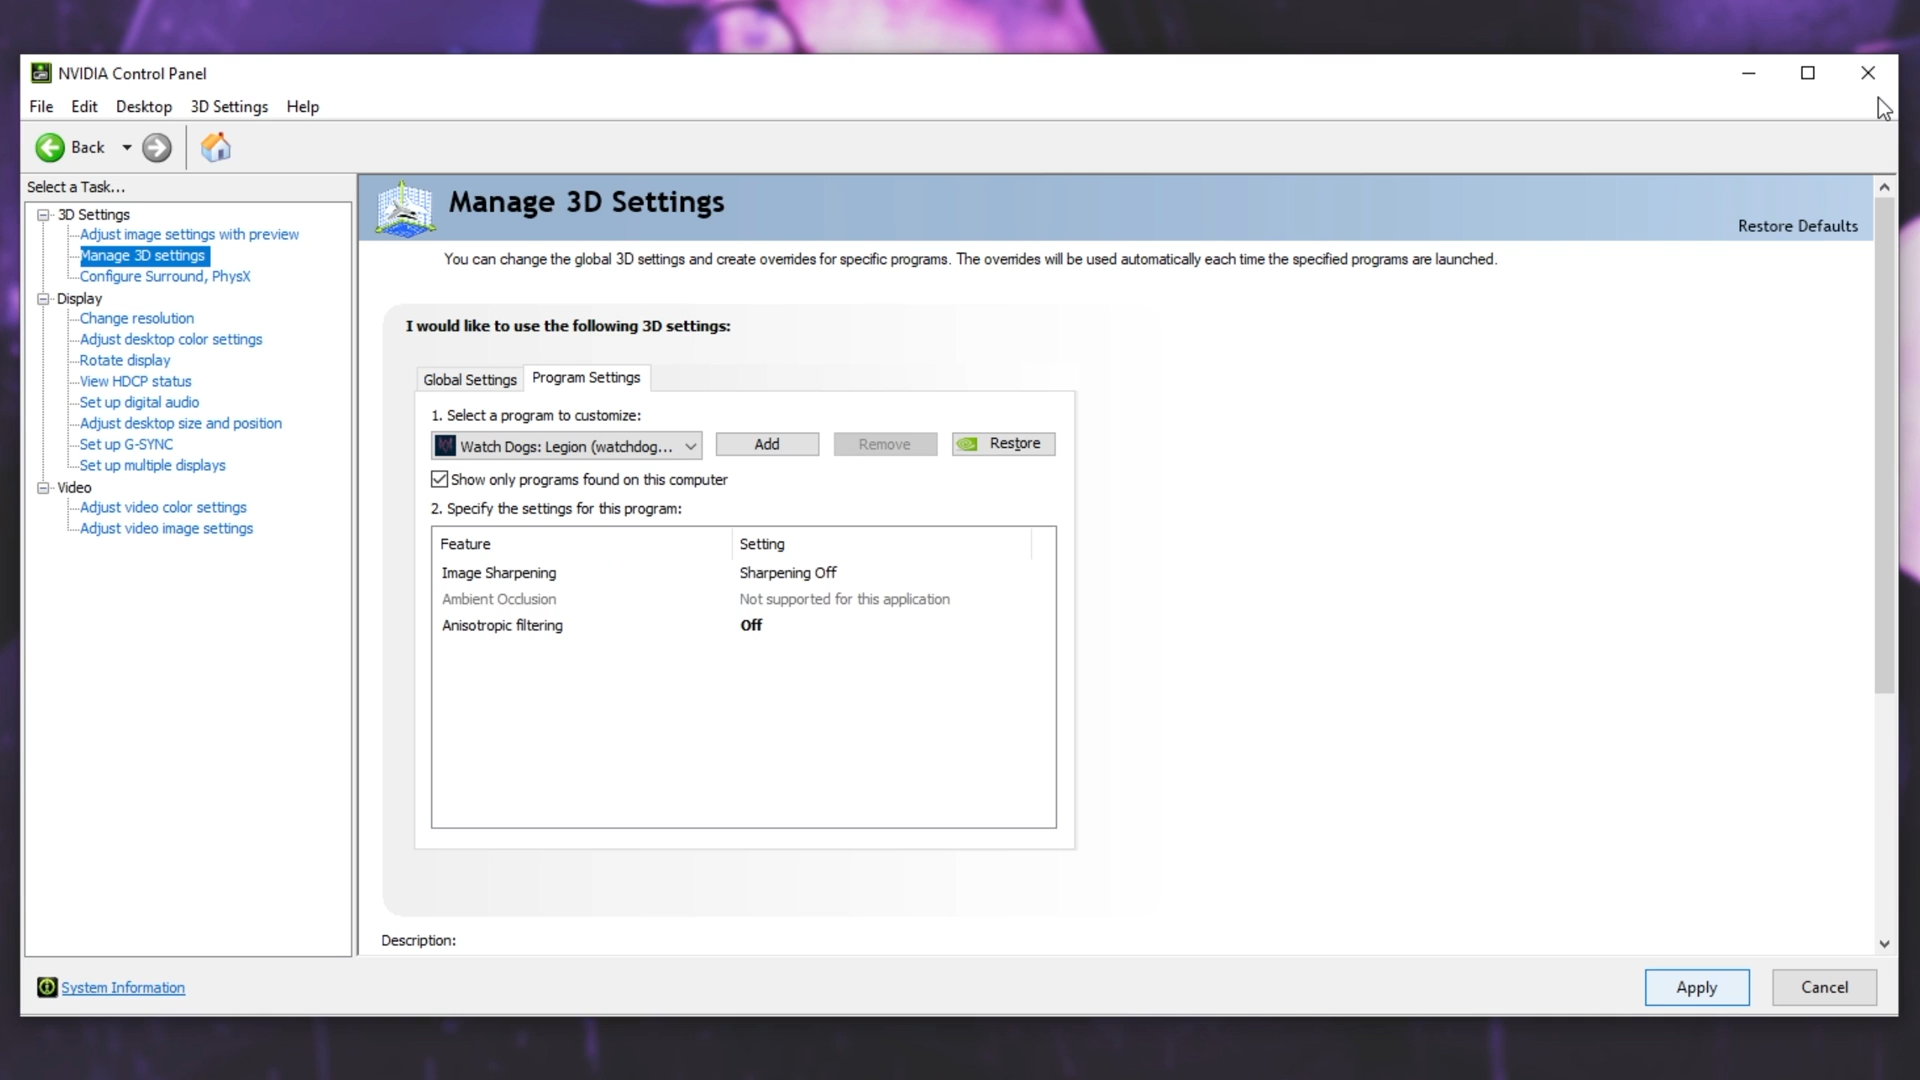 NVIDIA Control Panel
File Edit Desktop 3D Settings Help
Back
Select a Task...
3D Settings
Adjust image settings with preview
Manage 3D settings
Configure Surround, PhysX
Display
Change resolution
Adjust desktop color settings
Rotate display
View HDCP status
Set up digital audio
Adjust desktop size and position
Set up G-SYNC
Set up multiple displays
Video
Adjust video color settings
Adjust video image settings
Manage 3D Settings
Restore Defaults
You can change the global 3D settings and create overrides for specific programs. The overrides will be used automatically each time the specified programs are launched.
I would like to use the following 3D settings:
Global Settings Program Settings
1. Select a program to customize:
Watch Dogs: Legion (watchdog... Add Remove Restore
Show only programs found on this computer
2. Specify the settings for this program:
Feature Setting
Image Sharpening Sharpening Off
Ambient Occlusion Not supported for this application
Anisotropic filtering Off
Description:
System Information
Apply Cancel